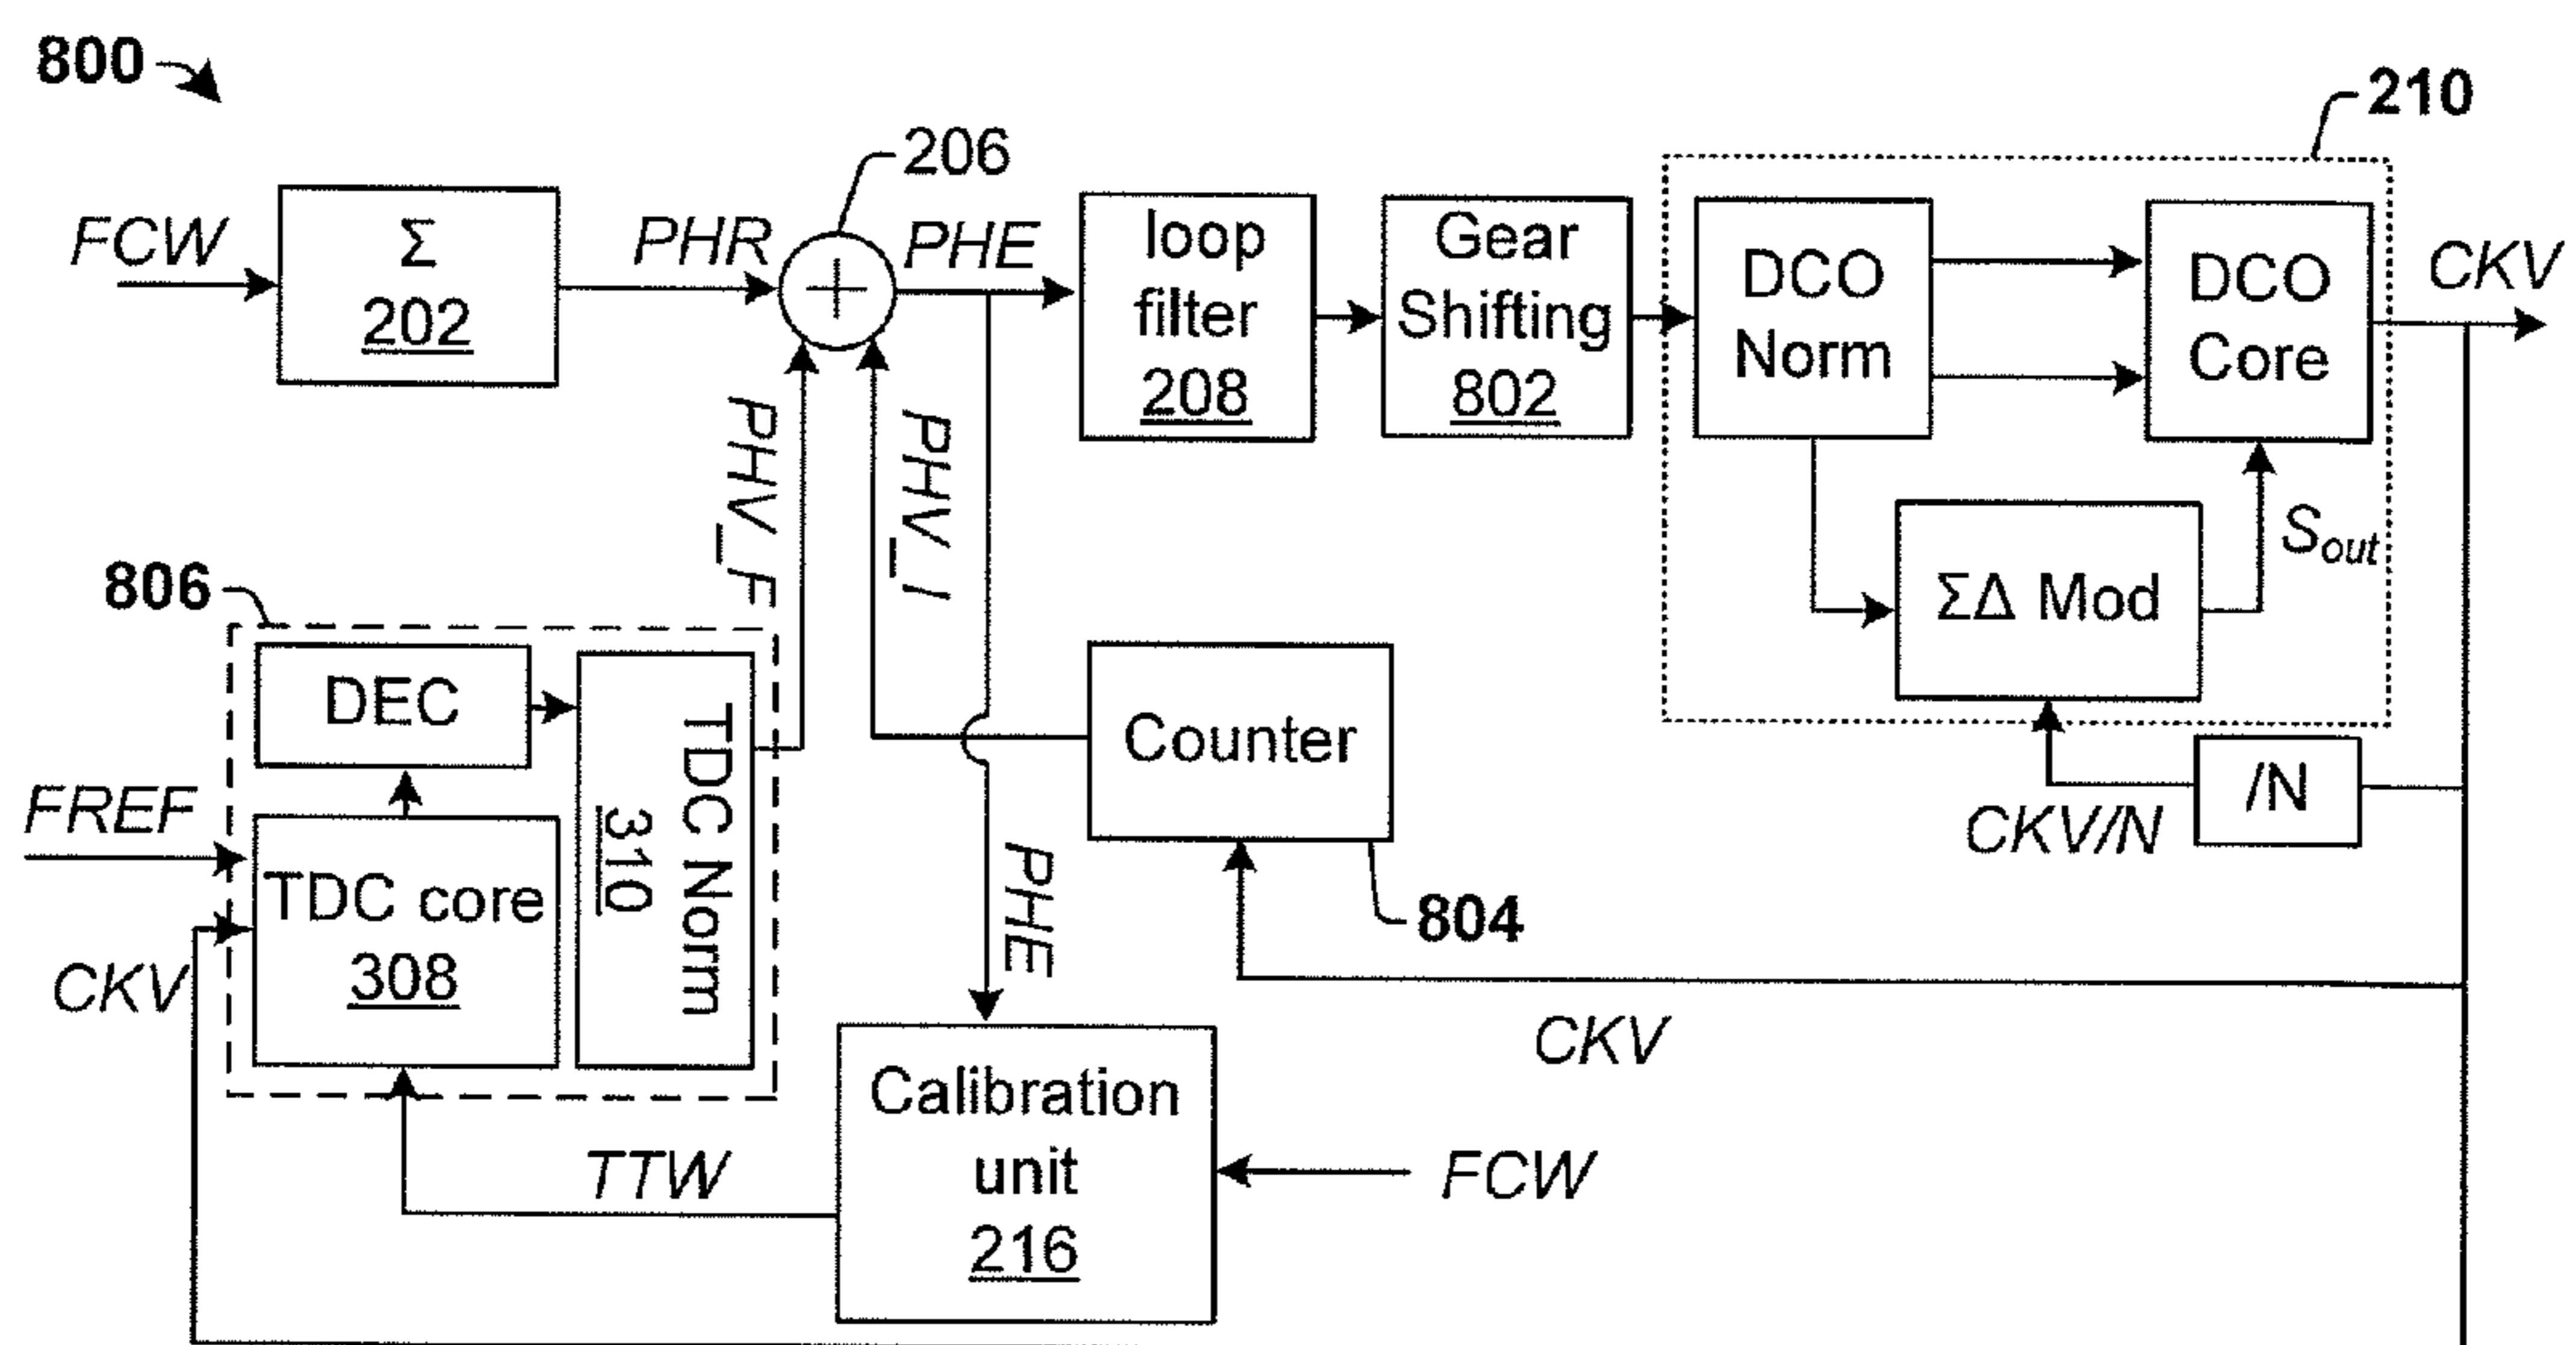 800
210
206
FCW
Σ
202
PHR
+
PHE
loop
filter
208
Gear
Shifting
802
DCO
Norm
DCO
Core
CKV
PHV_F
PHV_I
S_out
ΣΔ Mod
806
DEC
TDC Norm
310
Counter
/N
CKV/N
FREF
TDC core
308
CKV
PHE
804
CKV
Calibration
unit
216
TTW
FCW